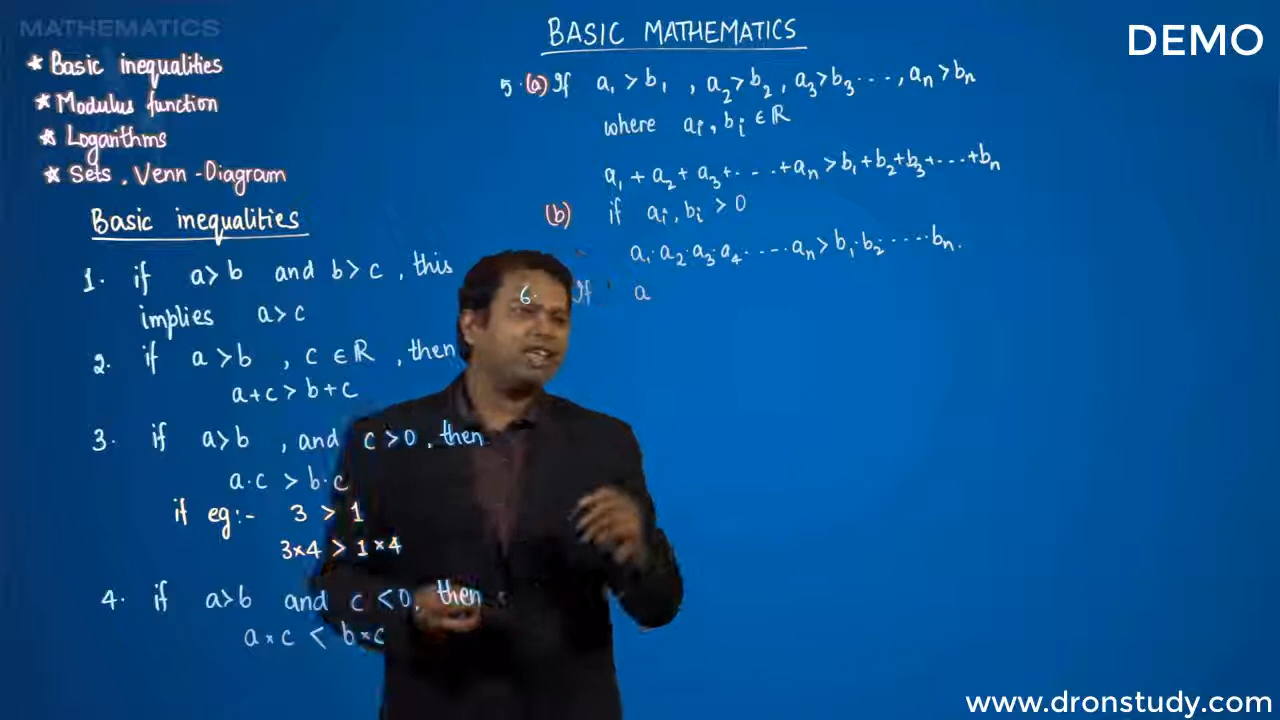 MATHEMATICS
* Basic inequalities
* Modulus function
* Logarithms
* Sets, Venn-Diagram
Basic inequalities
1. if a > b and b > c, this
implies a > c
2. if a > b, c ∈ ℝ, then
a+c > b+c
3. if a > b, and c > 0, then
a·c > b·c
if eg:- 3 > 1
3×4 > 1×4
4. if a > b and c < 0, then
a×c < b×c
BASIC MATHEMATICS
5. (a) If a₁ > b₁, a₂ > b₂, a₃ > b₃ ..., aₙ > bₙ
where aᵢ, bᵢ ∈ ℝ
a₁ + a₂ + a₃ + ... + aₙ > b₁ + b₂ + b₃ + ... + bₙ
(b) if aᵢ, bᵢ > 0
a₁·a₂·a₃·a₄ ..... aₙ > b₁·b₂ ..... bₙ.
6. If a
DEMO
www.dronstudy.com